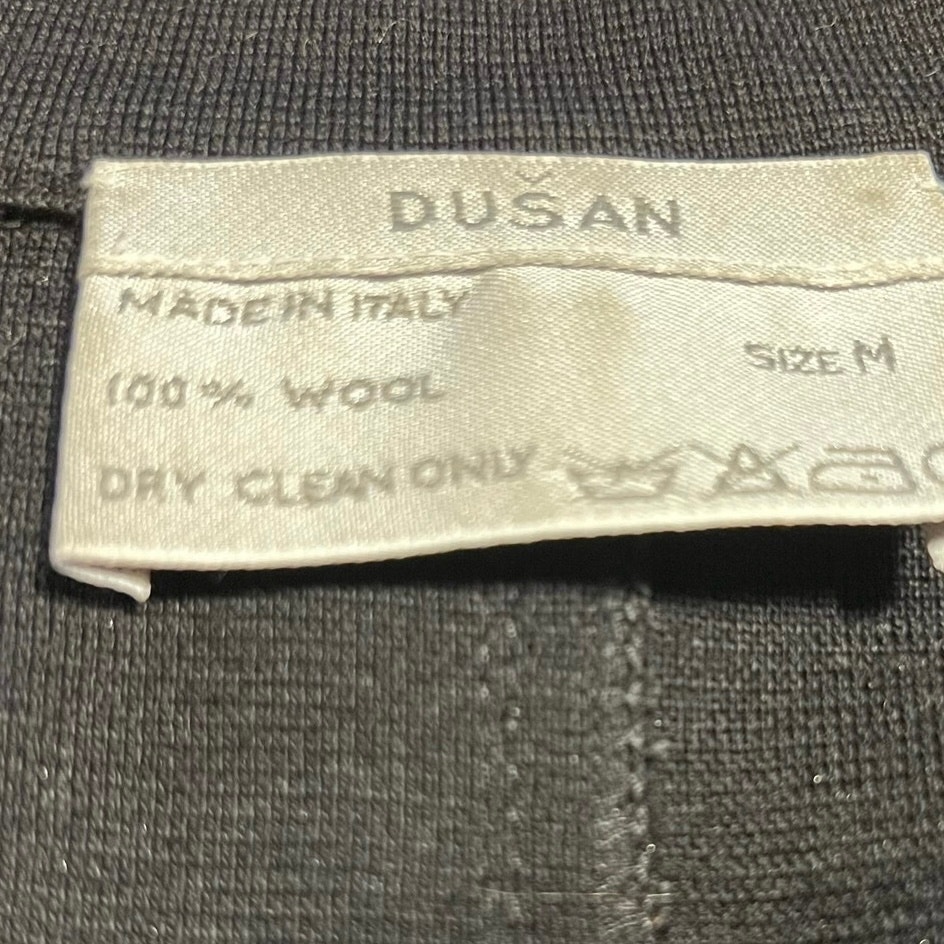 DUŠAN
MADE IN ITALY
SIZE M
100% WOOL
DRY CLEAN ONLY